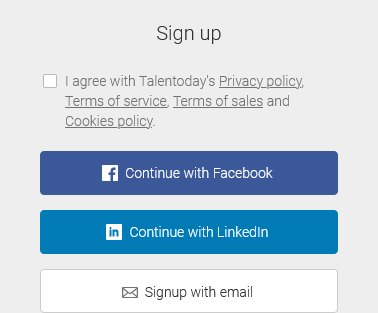 Sign up
I agree with Talentoday's Privacy policy,
Terms of service, Terms of sales and
Cookies policy.
Continue with Facebook
in Continue with LinkedIn
Signup with email